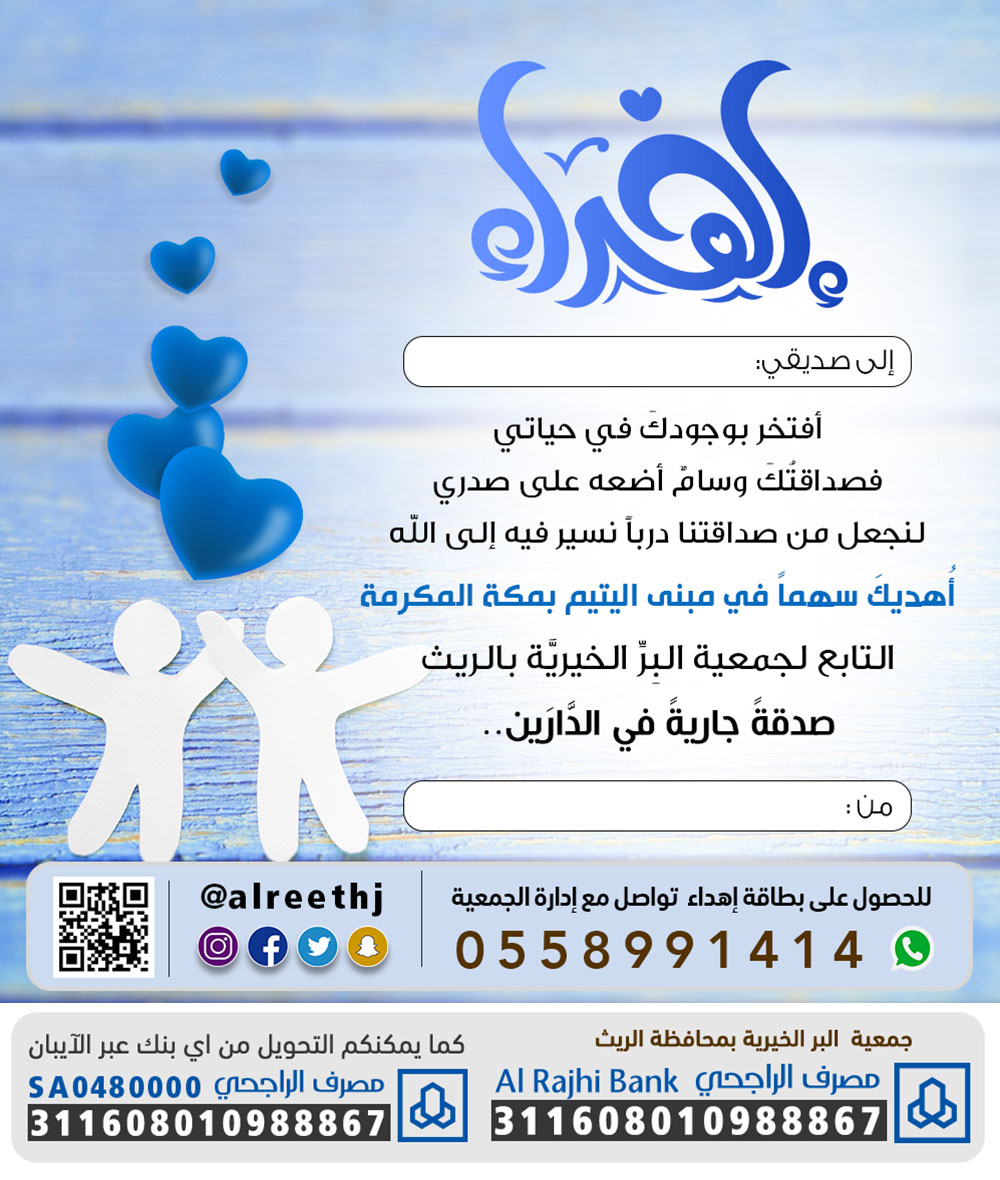 إهداء
إلى صديقي:
أفتخر بوجودكَ في حياتي
فصداقتُكَ وسامٌ أضعه على صدري
لنجعل من صداقتنا درباً نسير فيه إلى اللّه
أُهديكَ سهماً في مبنى اليتيم بمكة المكرمة
التابع لجمعية البِرِّ الخيريَّة بالريث
صدقةً جاريةً في الدَّارَين..
من :
للحصول على بطاقة إهداء تواصل مع إدارة الجمعية
0558991414
@alreethj
جمعية البر الخيرية بمحافظة الريث
مصرف الراجحي Al Rajhi Bank
311608010988867
كما يمكنكم التحويل من اي بنك عبر الآيبان
مصرف الراجحي SA0480000
311608010988867